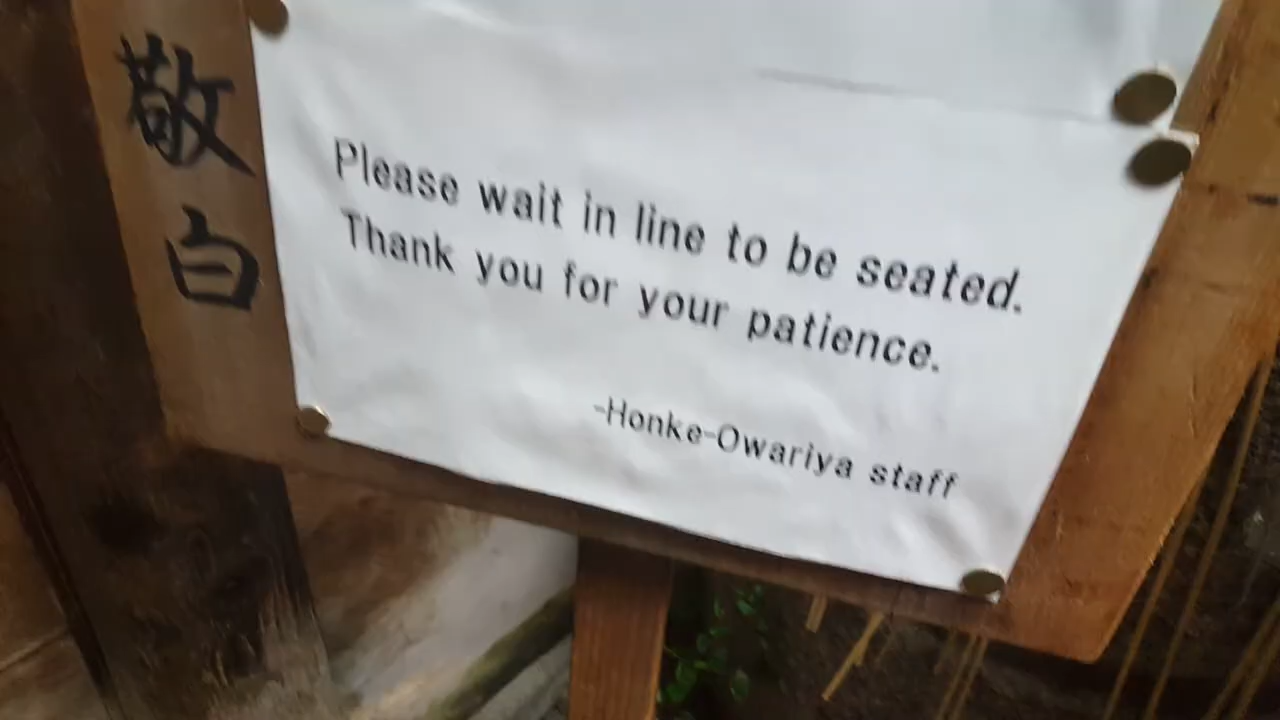 敬白
Please wait in line to be seated.
Thank you for your patience.
-Honke-Owariya staff